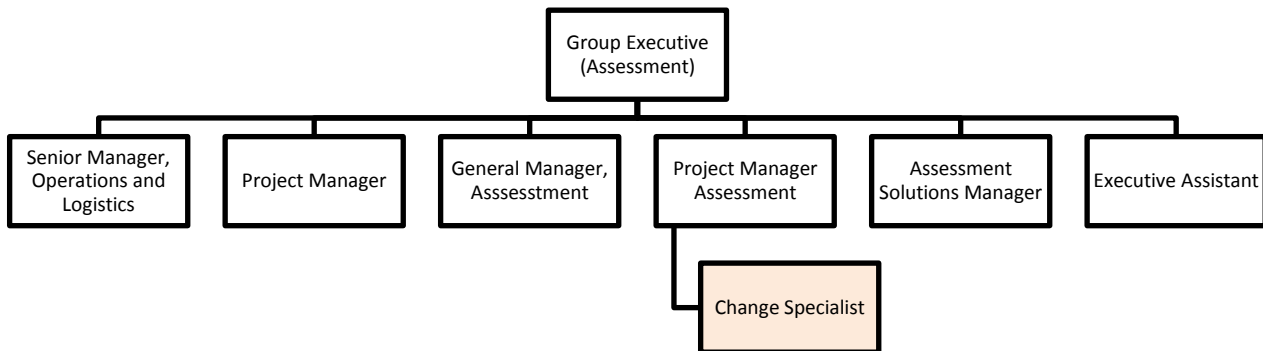 Group Executive
(Assessment)
Senior Manager,
Operations and
Logistics
Project Manager
General Manager,
Asssesstment
Project Manager
Assessment
Assessment
Solutions Manager
Executive Assistant
Change Specialist